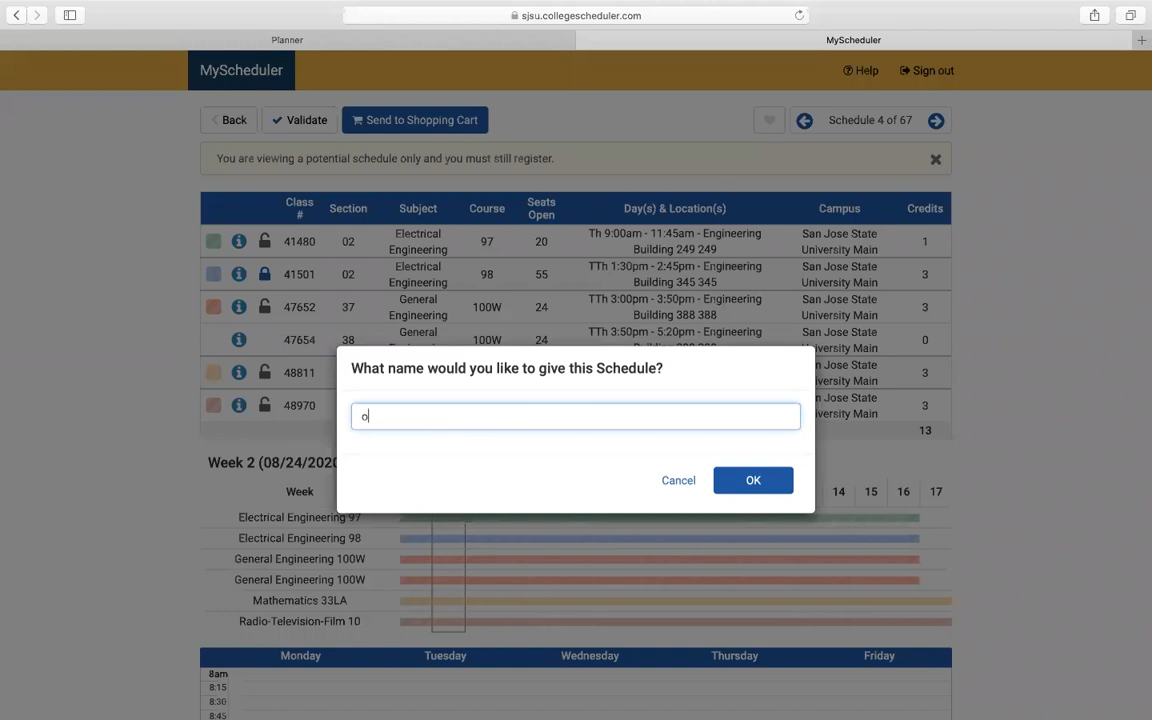 sjsu.collegescheduler.com
Planner
MyScheduler
MyScheduler
Help
Sign out
Back
Validate
Send to Shopping Cart
Schedule 4 of 67
You are viewing a potential schedule only and you must still register.
Class # Section Subject Course Seats Open Day(s) & Location(s) Campus Credits
41480 02 Electrical Engineering 97 20 Th 9:00am - 11:45am - Engineering Building 249 249 San Jose State University Main 1
41501 02 Electrical Engineering 98 55 TTh 1:30pm - 2:45pm - Engineering Building 345 345 San Jose State University Main 3
47652 37 General Engineering 100W 24 TTh 3:00pm - 3:50pm - Engineering Building 388 388 San Jose State University Main 3
47654 38 General 100W 24 TTh 3:50pm - 5:20pm - Engineering San Jose State University Main 0
48811 San Jose State University Main 3
48970 San Jose State University Main 3
13
What name would you like to give this Schedule?
o
Cancel
OK
Week 2 (08/24/2020
Week 14 15 16 17
Electrical Engineering 97
Electrical Engineering 98
General Engineering 100W
General Engineering 100W
Mathematics 33LA
Radio-Television-Film 10
Monday Tuesday Wednesday Thursday Friday
8am
8:15
8:30
8:45